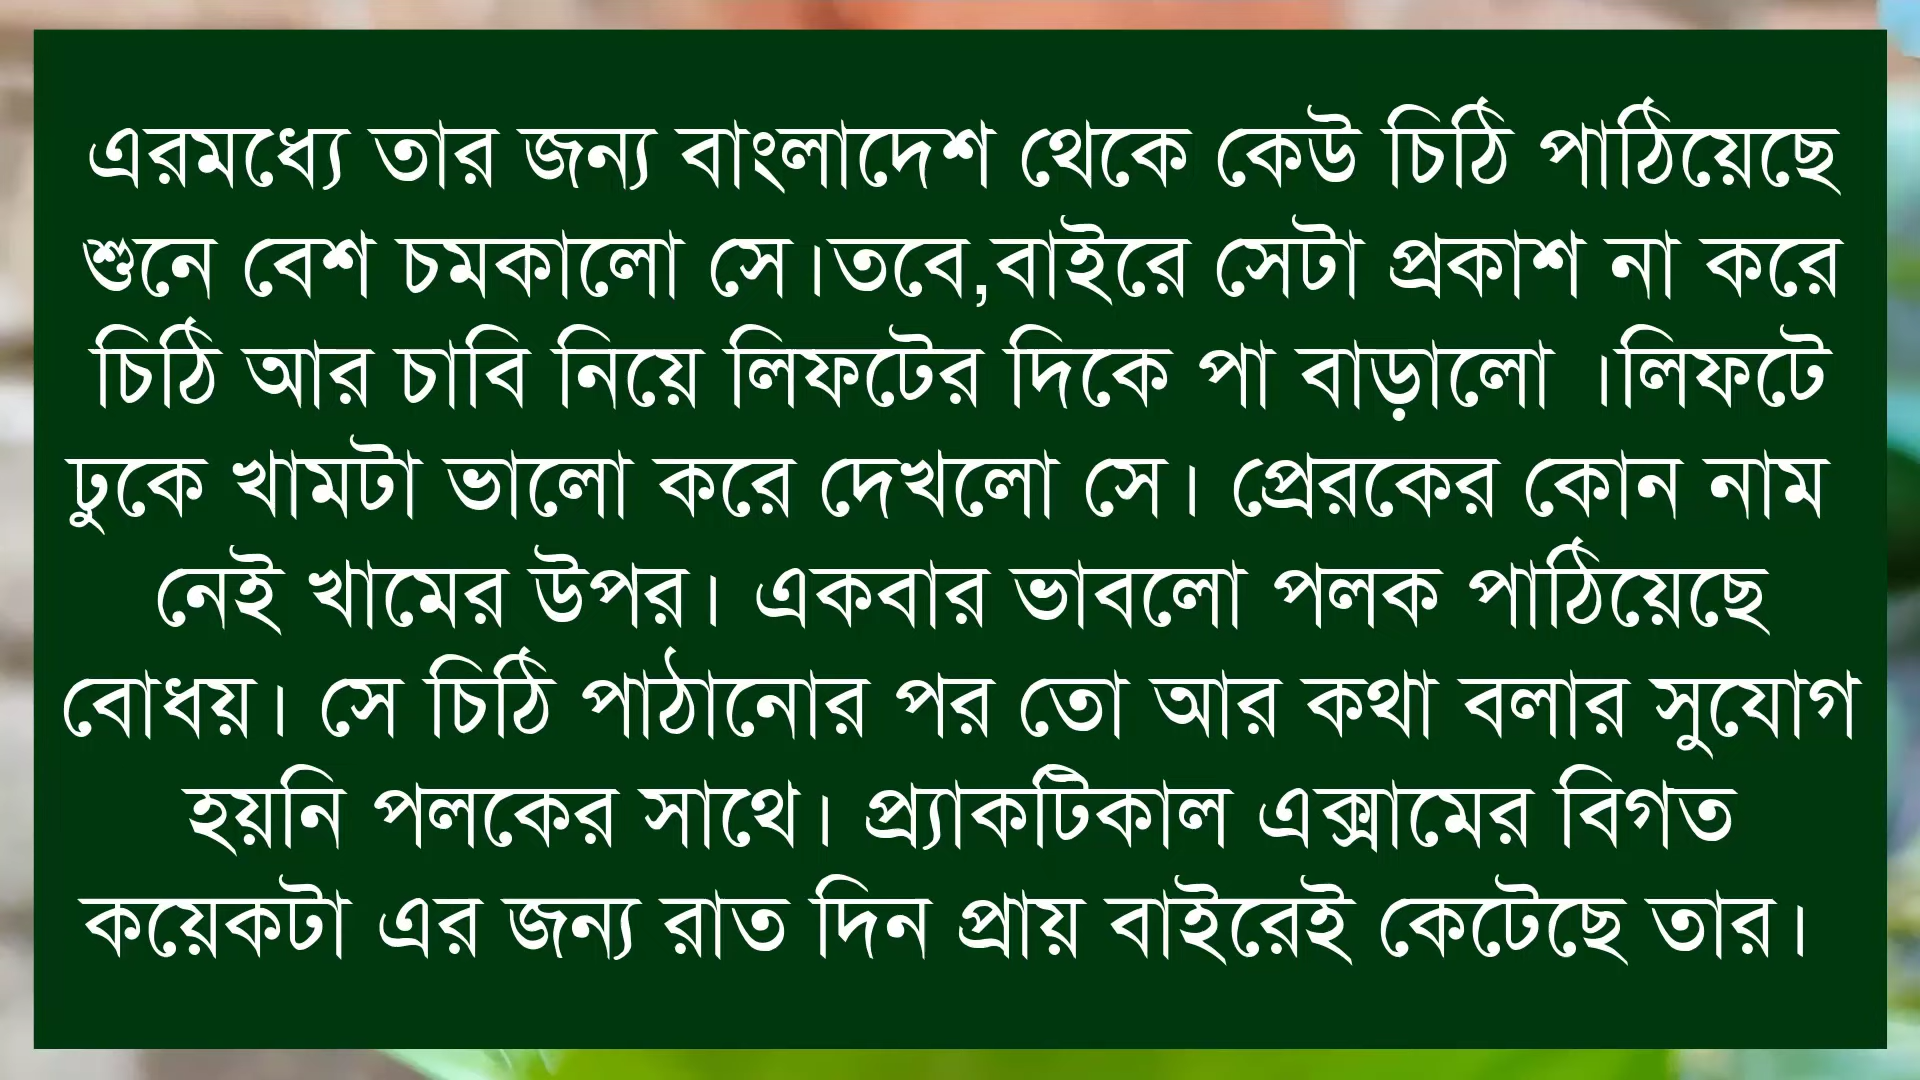 এরমধ্যে তার জন্য বাংলাদেশ থেকে কেউ চিঠি পাঠিয়েছে
শুনে বেশ চমকালো সে।তবে,বাইরে সেটা প্রকাশ না করে
চিঠি আর চাবি নিয়ে লিফটের দিকে পা বাড়ালো ।লিফটে
ঢুকে খামটা ভালো করে দেখলো সে। প্রেরকের কোন নাম
নেই খামের উপর। একবার ভাবলো পলক পাঠিয়েছে
বোধয়। সে চিঠি পাঠানোর পর তো আর কথা বলার সুযোগ
হয়নি পলকের সাথে। প্র্যাকটিকাল এক্সামের বিগত
কয়েকটা এর জন্য রাত দিন প্রায় বাইরেই কেটেছে তার।